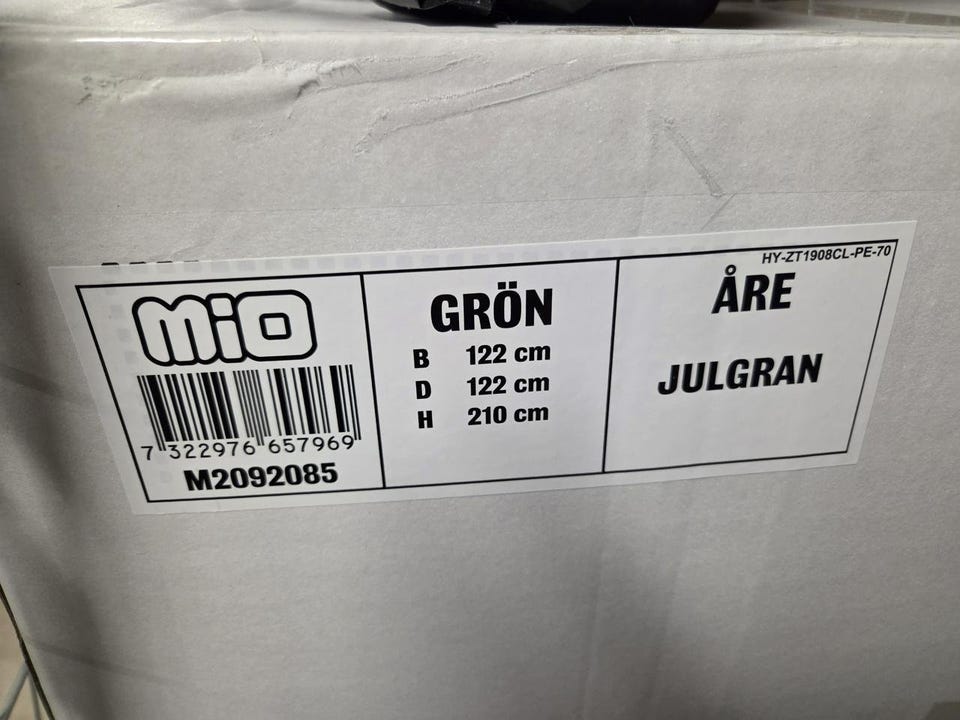 mio
7 322976 657969
M2092085
GRÖN
B 122 cm
D 122 cm
H 210 cm
HY-ZT1908CL-PE-70
ÅRE
JULGRAN